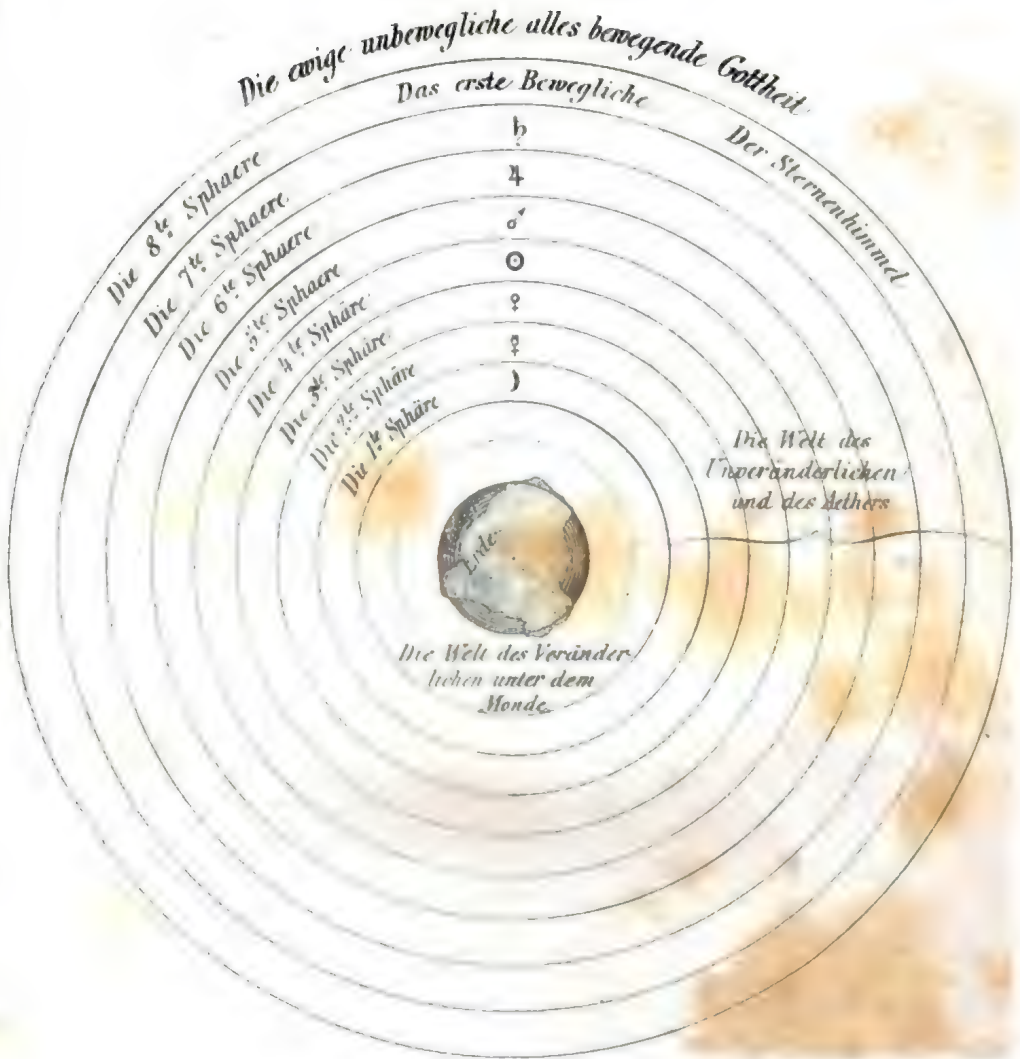 Die ewige unbewegliche alles bewegende Gottheit
Das erste Bewegliche
Der Sternenhimmel
Die 8te Sphaere
♄
Die 7te Sphaere
♃
Die 6te Sphaere
♂
Die 5te Sphaere
☉
Die 4te Sphäre
♀
Die 3te Sphäre
☿
Die 2te Sphäre
☽
Die 1te Sphäre
Die Welt des
Unveränderlichen
und des Aethers
Erde
Die Welt des Veränder
lichen unter dem
Monde